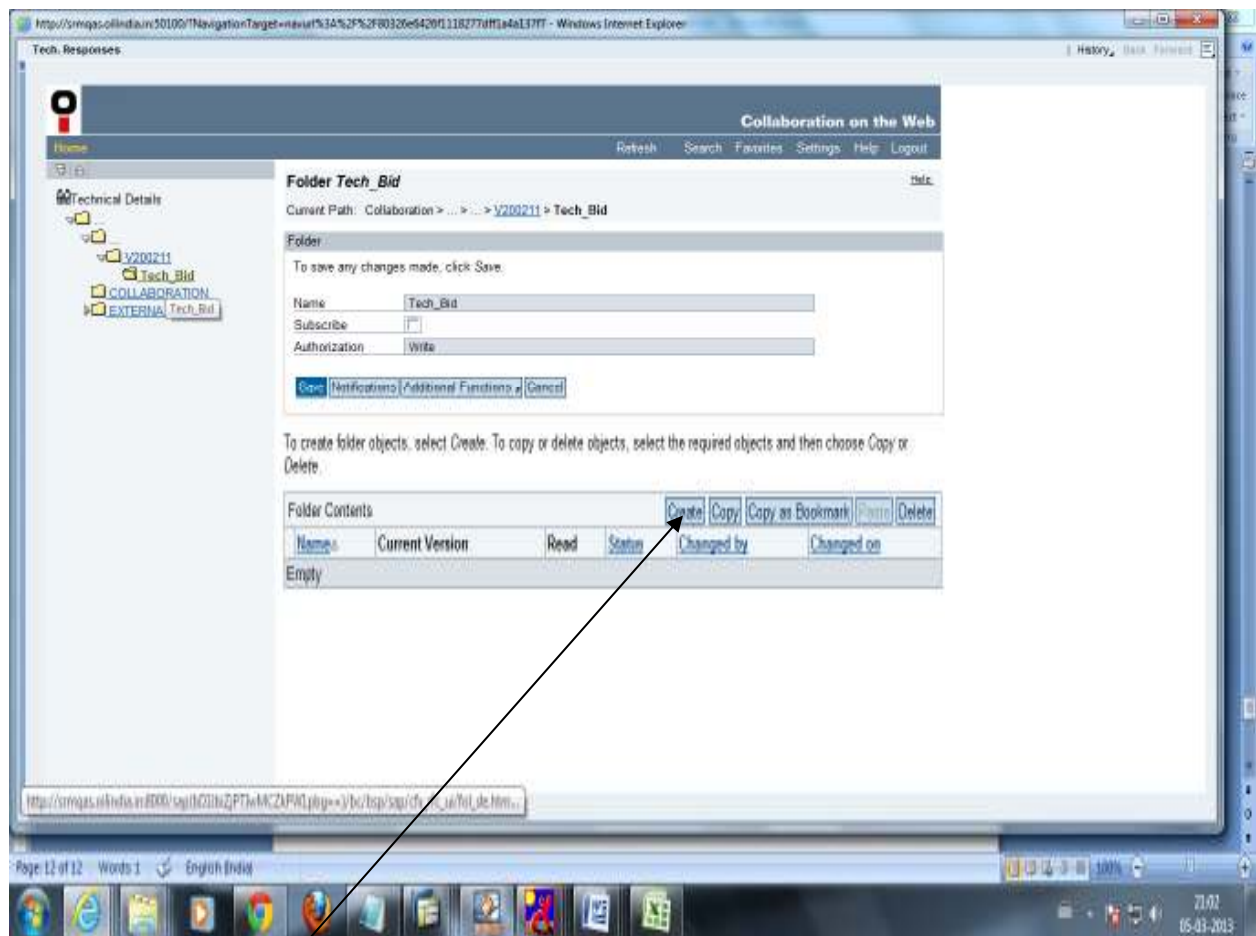 Tech. Responses
History Back Forward
Collaboration on the Web
Home Refresh Search Favorites Settings Help Logout
Technical Details
V200211
Tech_Bid
COLLABORATION
EXTERNA Tech_Bid
Folder Tech_Bid Help
Current Path: Collaboration > ... > ... > V200211 > Tech_Bid
Folder
To save any changes made, click Save.
Name Tech_Bid
Subscribe
Authorization Write
Save Notifications Additional Functions Cancel
To create folder objects, select Create. To copy or delete objects, select the required objects and then choose Copy or
Delete.
Folder Contents Create Copy Copy as Bookmark Paste Delete
Name Current Version Read Status Changed by Changed on
Empty
Page: 12 of 12 Words: 1 English (India) 100%
21:02
05-03-2013